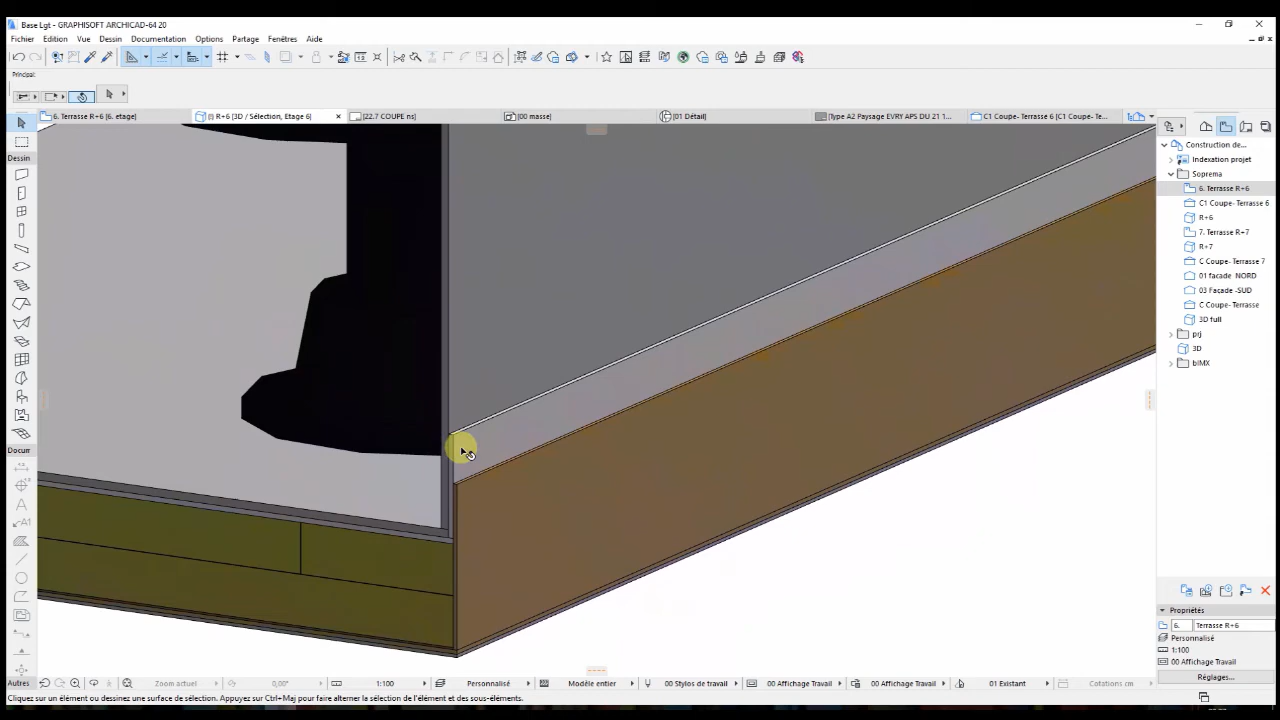 Base Lgt - GRAPHISOFT ARCHICAD-64 20
Fichier Edition Vue Dessin Documentation Options Partage Fenêtres Aide
Principal:
6. Terrasse R+6 [6. etage]
(!) R+6 [3D / Sélection, Etage 6]
[22.7 COUPE ns]
[00 masse]
[01 Détail]
[Type A2 Paysage EVRY APS DU 21 1...
C1 Coupe- Terrasse 6 [C1 Coupe- Te...
Dessin
Docum
Autres
Construction de...
Indexation projet
Soprema
6. Terrasse R+6
C1 Coupe- Terrasse 6
R+6
7. Terrasse R+7
R+7
C Coupe- Terrasse 7
01 facade NORD
03 Facade -SUD
C Coupe- Terrasse
3D full
prj
3D
bIMX
Propriétés
6. Terrasse R+6
Personnalisé
1:100
00 Affichage Travail
Réglages...
Zoom actuel 0,00° 1:100 Personnalisé Modèle entier 00 Stylos de travail 00 Affichage Travail 00 Affichage Travail 01 Existant Cotations cm
Cliquez sur un élément ou dessinez une surface de sélection. Appuyez sur Ctrl+Maj pour faire alterner la sélection de l'élément et des sous-éléments.